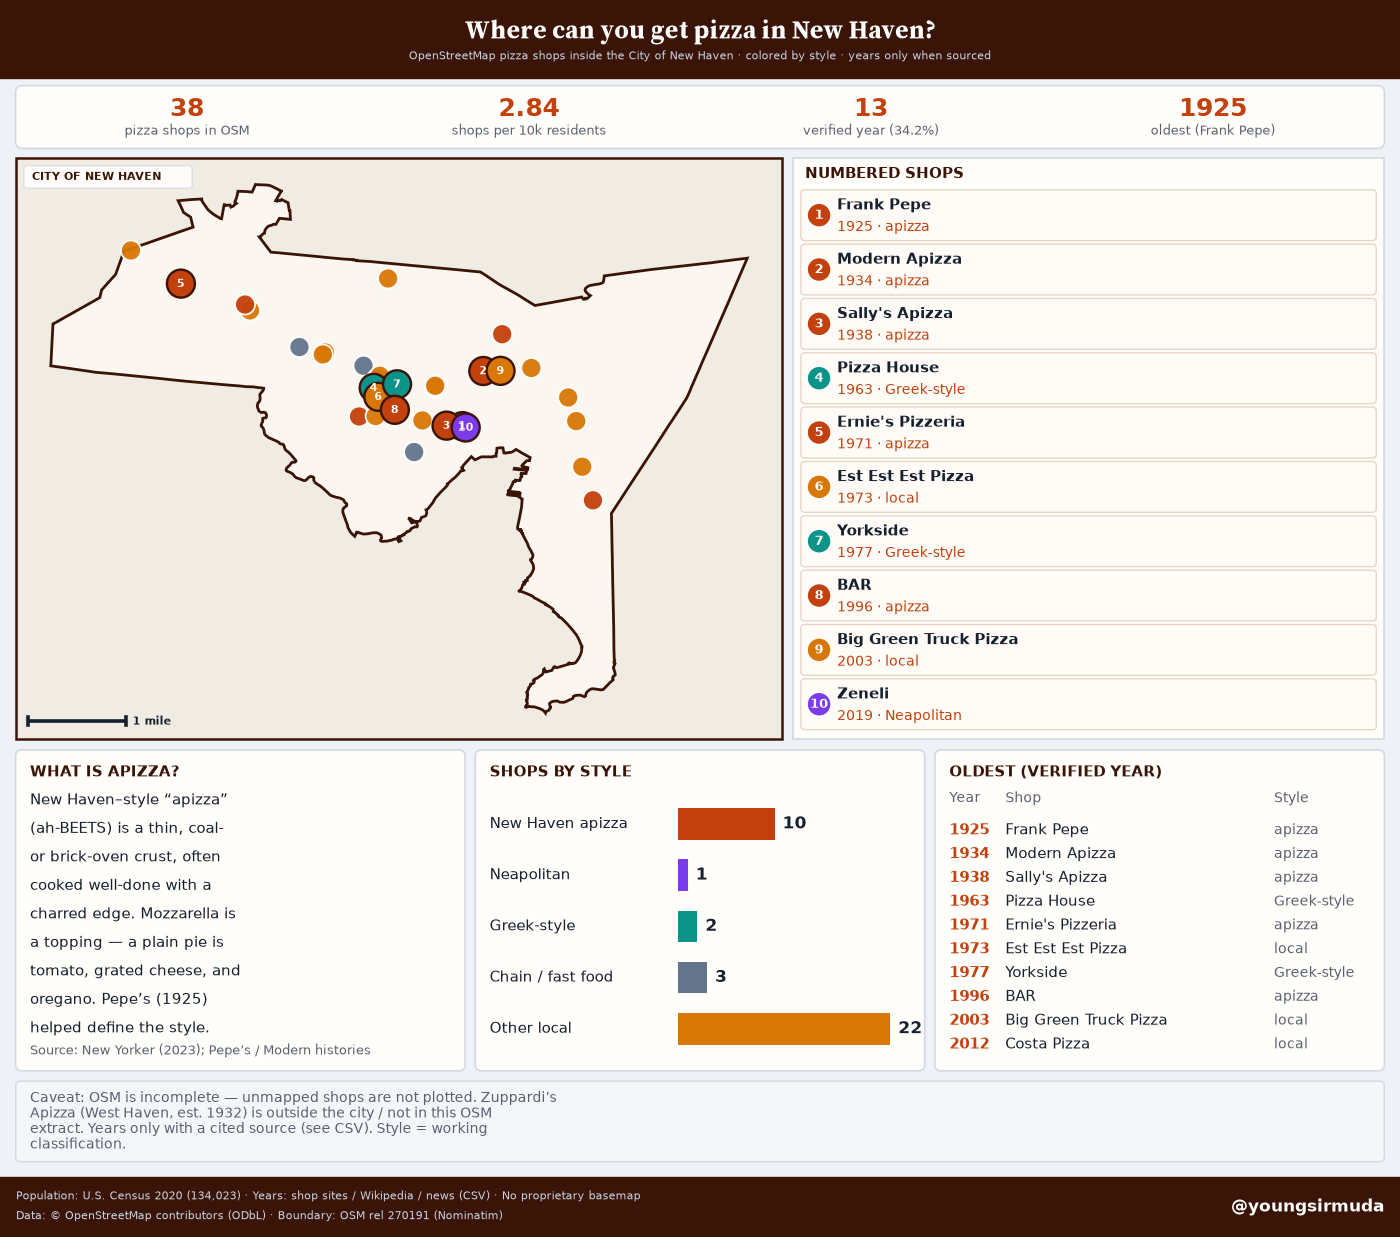 Where can you get pizza in New Haven?
OpenStreetMap pizza shops inside the City of New Haven · colored by style · years only when sourced
38
pizza shops in OSM
2.84
shops per 10k residents
13
verified year (34.2%)
1925
oldest (Frank Pepe)
CITY OF NEW HAVEN
5
2
9
4
7
6
8
3
1
10
1 mile
NUMBERED SHOPS
1
Frank Pepe
1925 · apizza
2
Modern Apizza
1934 · apizza
3
Sally's Apizza
1938 · apizza
4
Pizza House
1963 · Greek-style
5
Ernie's Pizzeria
1971 · apizza
6
Est Est Est Pizza
1973 · local
7
Yorkside
1977 · Greek-style
8
BAR
1996 · apizza
9
Big Green Truck Pizza
2003 · local
10
Zeneli
2019 · Neapolitan
WHAT IS APIZZA?
New Haven–style “apizza”
(ah-BEETS) is a thin, coal-
or brick-oven crust, often
cooked well-done with a
charred edge. Mozzarella is
a topping — a plain pie is
tomato, grated cheese, and
oregano. Pepe’s (1925)
helped define the style.
Source: New Yorker (2023); Pepe’s / Modern histories
SHOPS BY STYLE
New Haven apizza 10
Neapolitan 1
Greek-style 2
Chain / fast food 3
Other local 22
OLDEST (VERIFIED YEAR)
Year Shop Style
1925 Frank Pepe apizza
1934 Modern Apizza apizza
1938 Sally's Apizza apizza
1963 Pizza House Greek-style
1971 Ernie's Pizzeria apizza
1973 Est Est Est Pizza local
1977 Yorkside Greek-style
1996 BAR apizza
2003 Big Green Truck Pizza local
2012 Costa Pizza local
Caveat: OSM is incomplete — unmapped shops are not plotted. Zuppardi’s
Apizza (West Haven, est. 1932) is outside the city / not in this OSM
extract. Years only with a cited source (see CSV). Style = working
classification.
Population: U.S. Census 2020 (134,023) · Years: shop sites / Wikipedia / news (CSV) · No proprietary basemap
Data: © OpenStreetMap contributors (ODbL) · Boundary: OSM rel 270191 (Nominatim)
@youngsirmuda